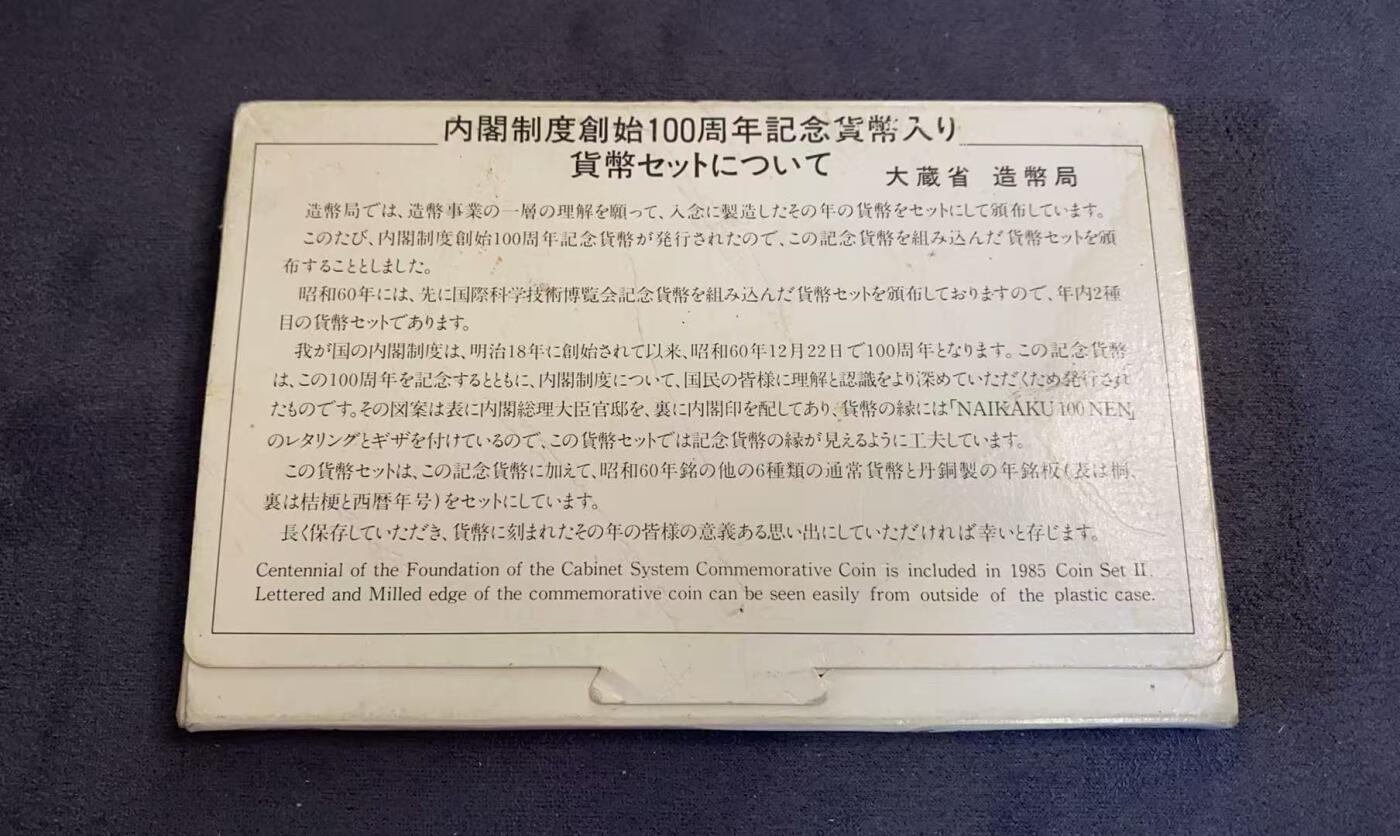 内閣制度創始100周年記念貨幣入り
貨幣セットについて
大蔵省 造幣局
造幣局では、造幣事業の一層の理解を願って、入念に製造したその年の貨幣をセットにして頒布しています。
このたび、内閣制度創始100周年記念貨幣が発行されたので、この記念貨幣を組み込んだ貨幣セットを頒
布することとしました。
昭和60年には、先に国際科学技術博覧会記念貨幣を組み込んだ貨幣セットを頒布しておりますので、年内2種
目の貨幣セットであります。
我が国の内閣制度は、明治18年に創始されて以来、昭和60年12月22日で100周年となります。この記念貨幣
は、この100周年を記念するとともに、内閣制度について、国民の皆様に理解と認識をより深めていただくため発行され
たものです。その図案は表に内閣総理大臣官邸を、裏に内閣印を配してあり、貨幣の縁には「NAIKAKU 100 NEN」
のレタリングとギザを付けているので、この貨幣セットでは記念貨幣の縁が見えるように工夫しています。
この貨幣セットは、この記念貨幣に加えて、昭和60年銘の他の6種類の通常貨幣と丹銅製の年銘板(表は桐、
裏は桔梗と西暦年号)をセットにしています。
長く保存していただき、貨幣に刻まれたその年の皆様の意義ある思い出にしていただければ幸いと存じます。
Centennial of the Foundation of the Cabinet System Commemorative Coin is included in 1985 Coin Set II.
Lettered and Milled edge of the commemorative coin can be seen easily from outside of the plastic case.